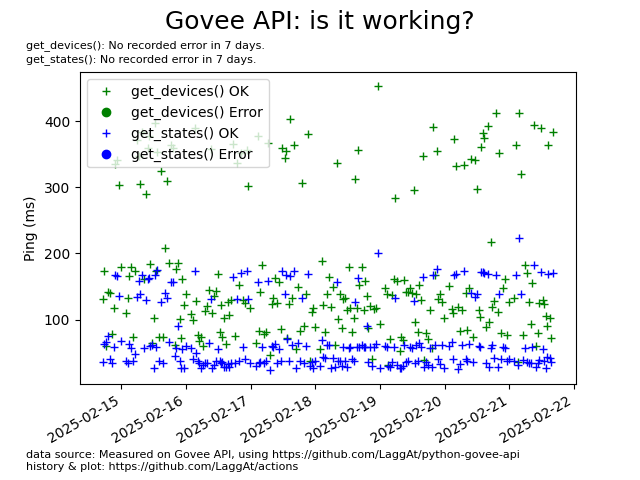 Govee API: is it working?
get_devices(): No recorded error in 7 days.
get_states(): No recorded error in 7 days.
get_devices() OK
get_devices() Error
get_states() OK
get_states() Error
Ping (ms)
400
300
200
100
2025-02-15
2025-02-16
2025-02-17
2025-02-18
2025-02-19
2025-02-20
2025-02-21
2025-02-22
data source: Measured on Govee API, using https://github.com/LaggAt/python-govee-api
history & plot: https://github.com/LaggAt/actions